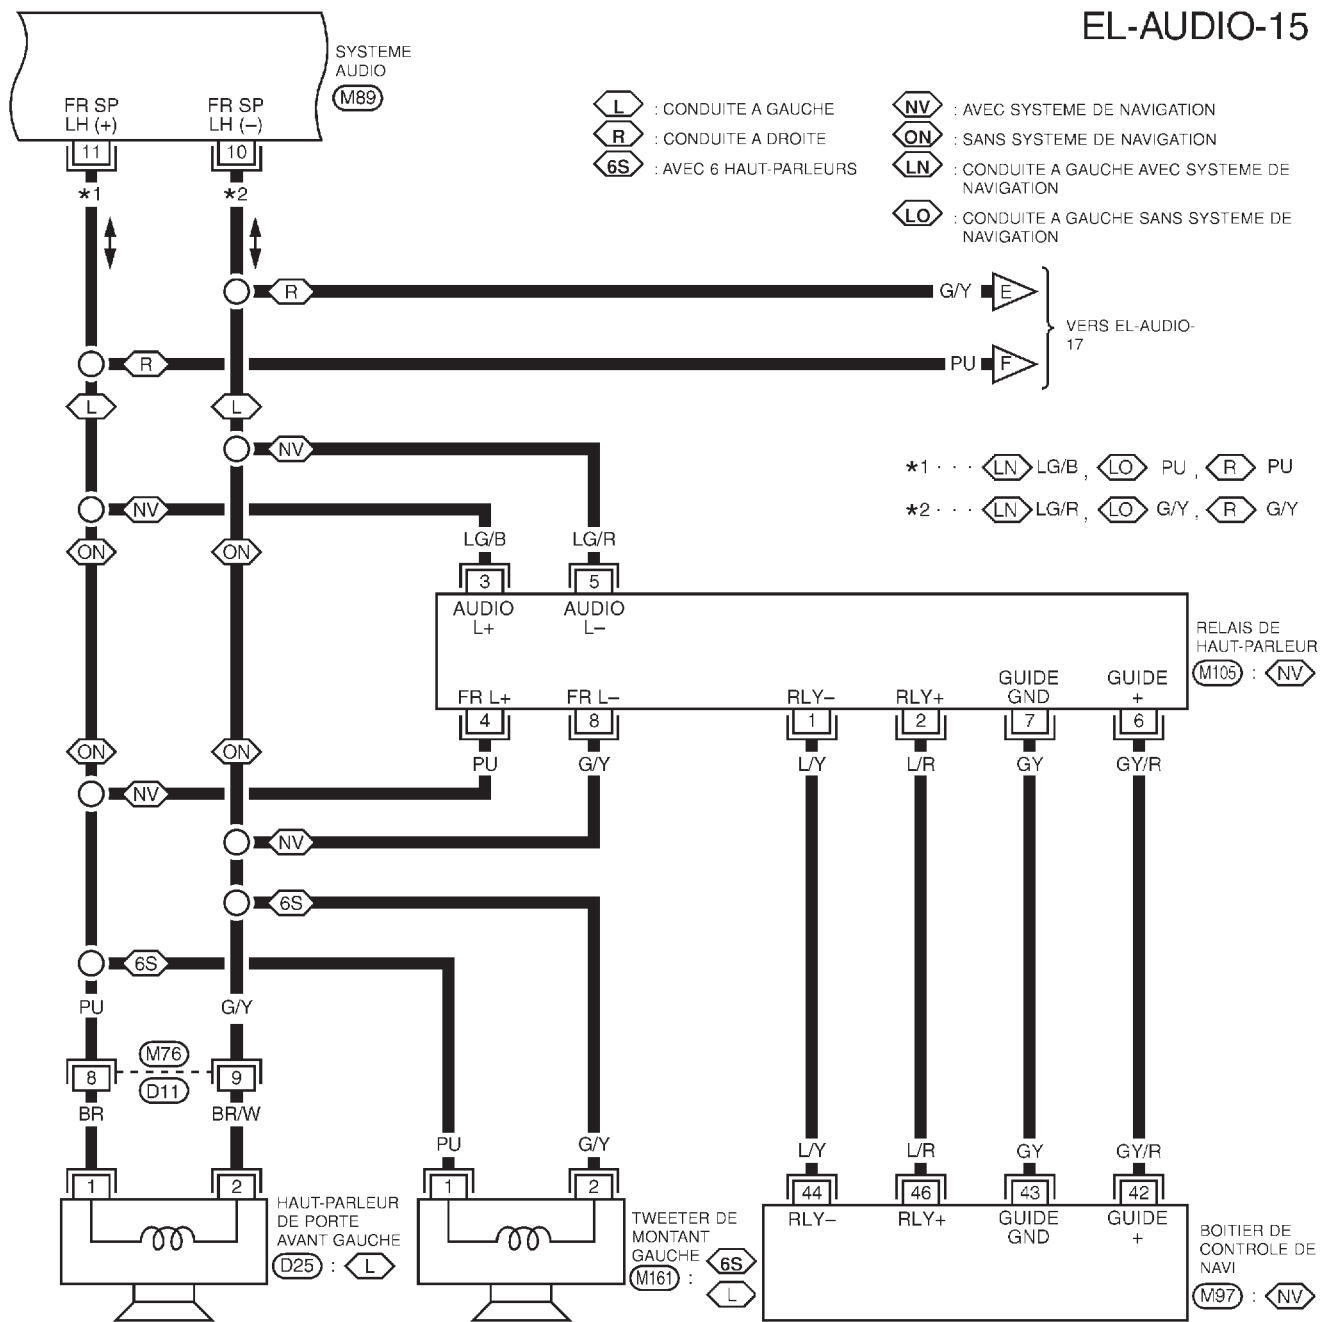 EL-AUDIO-15
SYSTEME
AUDIO
M89
FR SP
LH (+)
FR SP
LH (–)
11
10
*1
*2
L : CONDUITE A GAUCHE
R : CONDUITE A DROITE
6S : AVEC 6 HAUT-PARLEURS
NV : AVEC SYSTEME DE NAVIGATION
ON : SANS SYSTEME DE NAVIGATION
LN : CONDUITE A GAUCHE AVEC SYSTEME DE
NAVIGATION
LO : CONDUITE A GAUCHE SANS SYSTEME DE
NAVIGATION
R
G/Y
E
R
PU
F
VERS EL-AUDIO-
17
L
L
NV
NV
*1 · · · LN LG/B , LO PU , R PU
*2 · · · LN LG/R , LO G/Y , R G/Y
ON
ON
LG/B
LG/R
3
5
AUDIO
L+
AUDIO
L–
RELAIS DE
HAUT-PARLEUR
M105 : NV
FR L+
FR L–
RLY–
RLY+
GUIDE
GND
GUIDE
+
4
8
1
2
7
6
PU
G/Y
L/Y
L/R
GY
GY/R
ON
ON
NV
NV
6S
6S
PU
G/Y
M76
D11
8
9
BR
BR/W
PU
G/Y
L/Y
L/R
GY
GY/R
1
2
1
2
44
46
43
42
RLY–
RLY+
GUIDE
GND
GUIDE
+
HAUT-PARLEUR
DE PORTE
AVANT GAUCHE
D25 : L
TWEETER DE
MONTANT
GAUCHE
M161 : 6S
L
BOITIER DE
CONTROLE DE
NAVI
M97 : NV